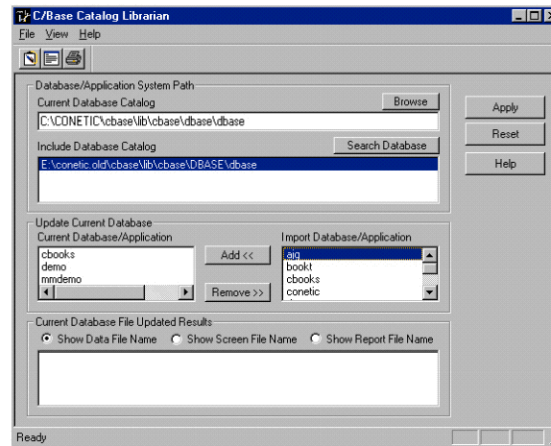 C/Base Catalog Librarian
File View Help
Database/Application System Path
Current Database Catalog
Browse
C:\CONETIC\cbase\lib\cbase\dbase\dbase
Include Database Catalog
Search Database
E:\conetic.old\cbase\lib\cbase\DBASE\dbase
Apply
Reset
Help
Update Current Database
Current Database/Application
cbooks
demo
mmdemo
Add <<
Remove >>
Import Database/Application
ajg
bookt
cbooks
conetic
Current Database File Updated Results
Show Data File Name
Show Screen File Name
Show Report File Name
Ready